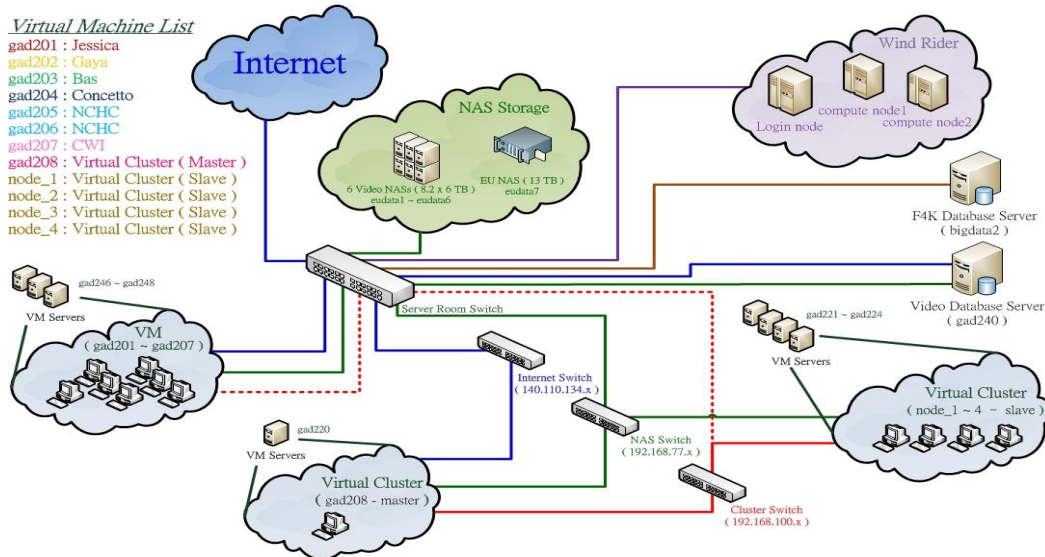 Virtual Machine List
gad201 : Jessica
gad202 : Gaya
gad203 : Bas
gad204 : Concetto
gad205 : NCHC
gad206 : NCHC
gad207 : CWI
gad208 : Virtual Cluster ( Master )
node_1 : Virtual Cluster ( Slave )
node_2 : Virtual Cluster ( Slave )
node_3 : Virtual Cluster ( Slave )
node_4 : Virtual Cluster ( Slave )
Internet
NAS Storage
6 Video NASs ( 8.2 x 6 TB )
eudata1 ~ eudata6
EU NAS ( 13 TB )
eudata7
Wind Rider
Login node
compute node1
compute node2
F4K Database Server
( bigdata2 )
Video Database Server
( gad240 )
Server Room Switch
gad246 ~ gad248
VM Servers
VM
( gad201 ~ gad207 )
Internet Switch
( 140.110.134.x )
NAS Switch
( 192.168.77.x )
Cluster Switch
( 192.168.100.x )
gad221 ~ gad224
VM Servers
Virtual Cluster
( node_1 ~ 4 - slave )
gad220
VM Servers
Virtual Cluster
( gad208 - master )